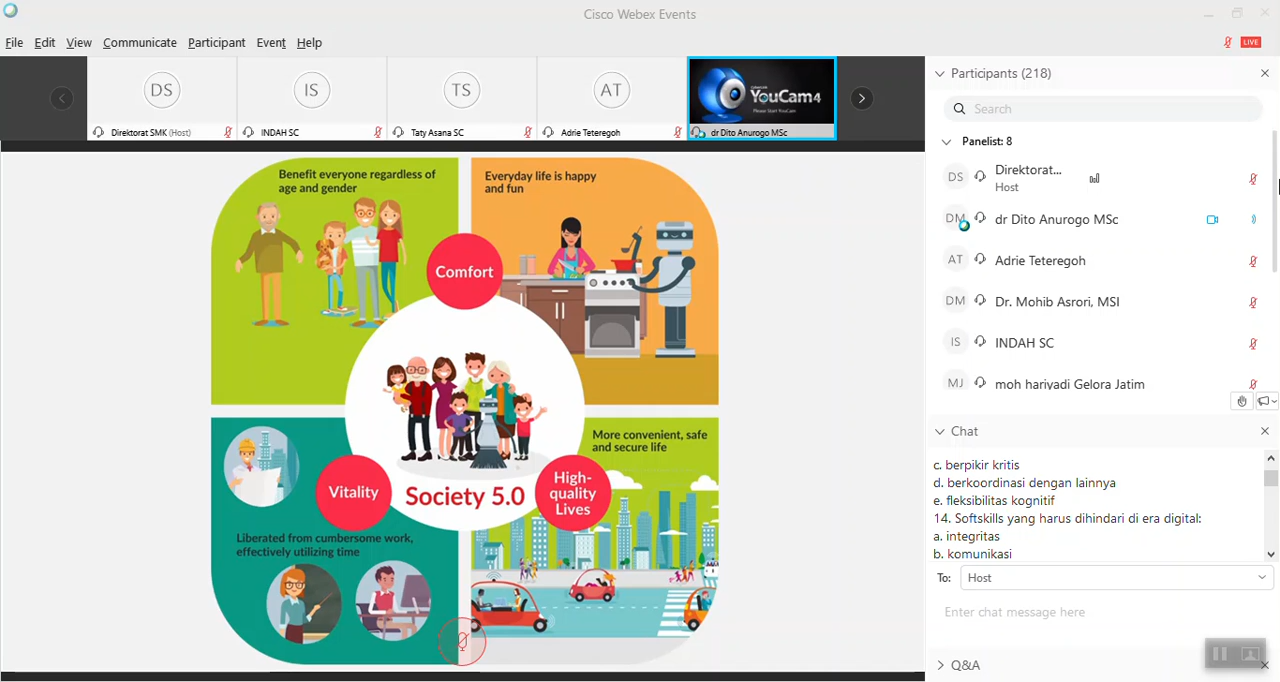 Cisco Webex Events
File Edit View Communicate Participant Event Help
LIVE
DS
IS
TS
AT
CyberLink
YouCam4
Please Start YouCam
Direktorat SMK (Host)
INDAH SC
Taty Asana SC
Adrie Teteregoh
dr Dito Anurogo MSc
Benefit everyone regardless of
age and gender
Everyday life is happy
and fun
Comfort
More convenient, safe
and secure life
Vitality
Society 5.0
High-
quality
Lives
Liberated from cumbersome work,
effectively utilizing time
Participants (218)
Search
Panelist: 8
DS
Direktorat...
Host
DM
dr Dito Anurogo MSc
AT
Adrie Teteregoh
DM
Dr. Mohib Asrori, MSI
IS
INDAH SC
MJ
moh hariyadi Gelora Jatim
Chat
c. berpikir kritis
d. berkoordinasi dengan lainnya
e. fleksibilitas kognitif
14. Softskills yang harus dihindari di era digital:
a. integritas
b. komunikasi
To: Host
Enter chat message here
Q&A